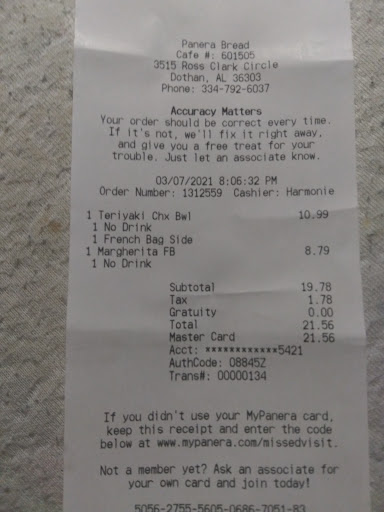 Panera Bread
Cafe #: 601505
3515 Ross Clark Circle
Dothan, AL 36303
Phone: 334-792-6037
Accuracy Matters
Your order should be correct every time.
If it's not, we'll fix it right away,
and give you a free treat for your
trouble. Just let an associate know.
03/07/2021 8:06:32 PM
Order Number: 1312559 Cashier: Harmonie
1 Teriyaki Chx Bwl 10.99
1 No Drink
1 French Bag Side
1 Margherita FB 8.79
1 No Drink
Subtotal 19.78
Tax 1.78
Gratuity 0.00
Total 21.56
Master Card 21.56
Acct: ************5421
AuthCode: 08845Z
Trans#: 00000134
If you didn't use your MyPanera card,
keep this receipt and enter the code
below at www.mypanera.com/missedvisit.
Not a member yet? Ask an associate for
your own card and join today!
5056-2755-5605-0686-7051-83